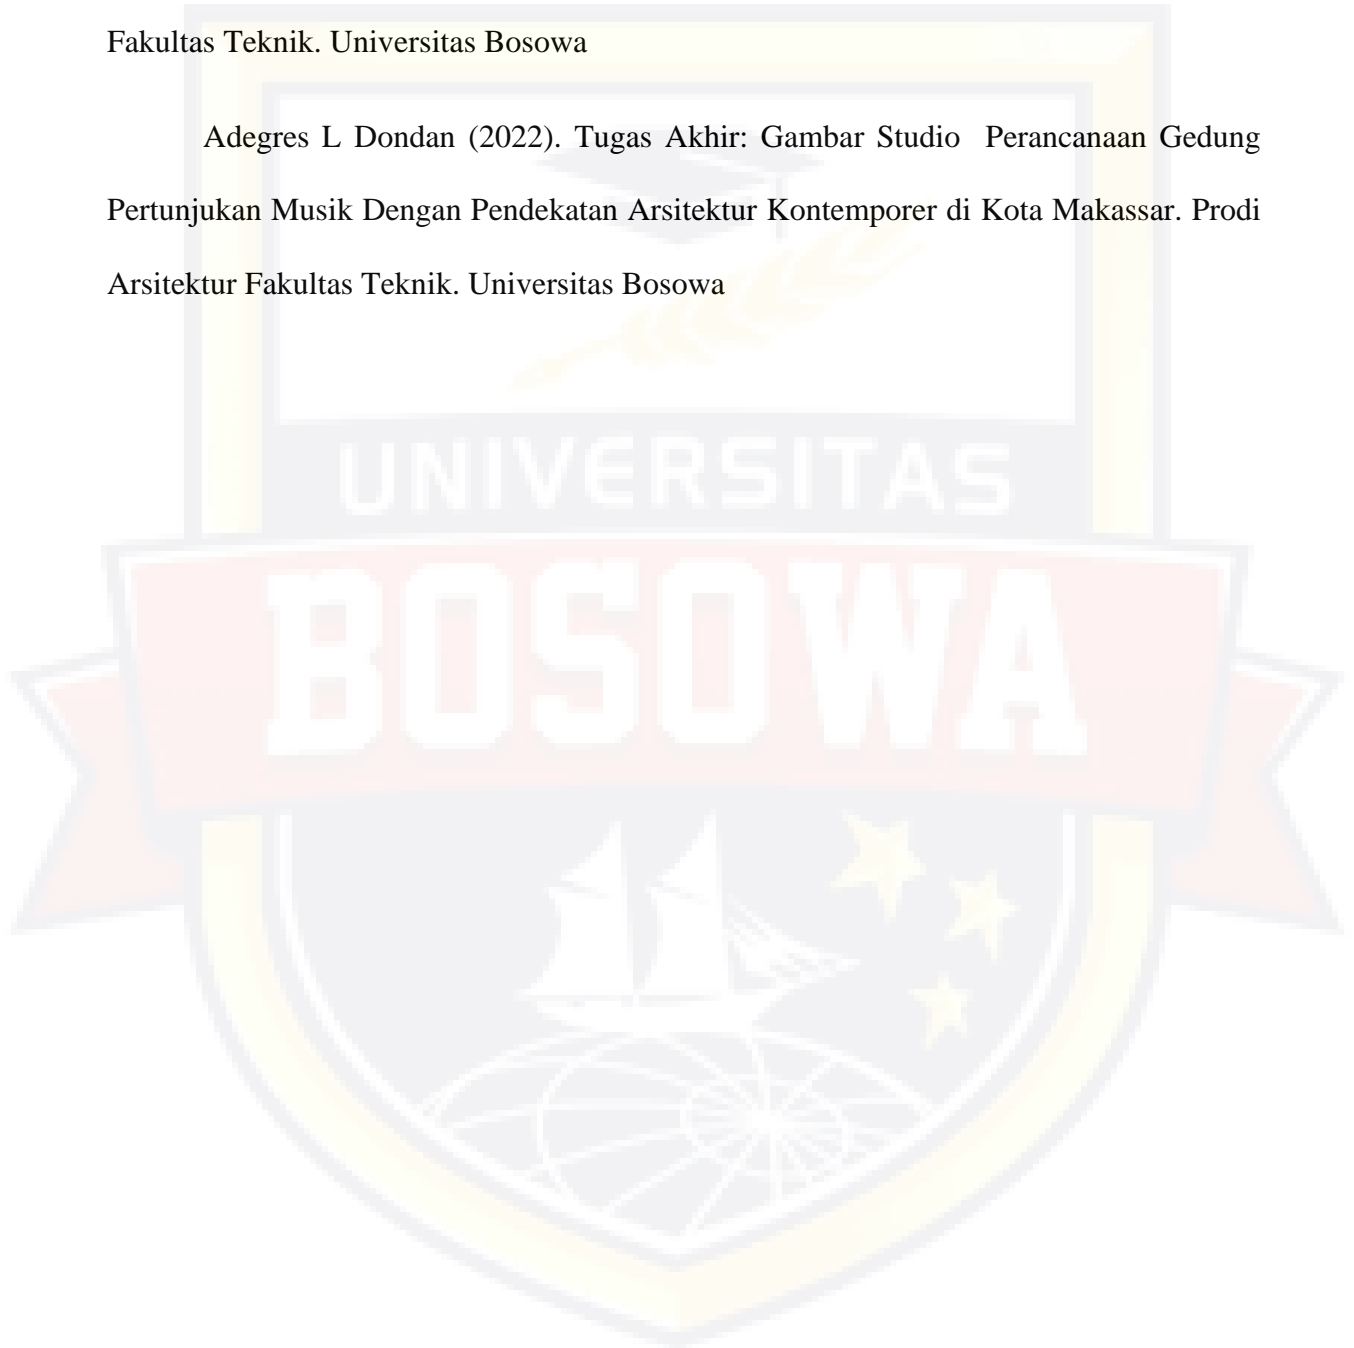 Fakultas Teknik. Universitas Bosowa
Adegres L Dondan (2022). Tugas Akhir: Gambar Studio  Perancanaan Gedung
Pertunjukan Musik Dengan Pendekatan Arsitektur Kontemporer di Kota Makassar. Prodi
Arsitektur Fakultas Teknik. Universitas Bosowa
UNIVERSITAS
BOSOWA